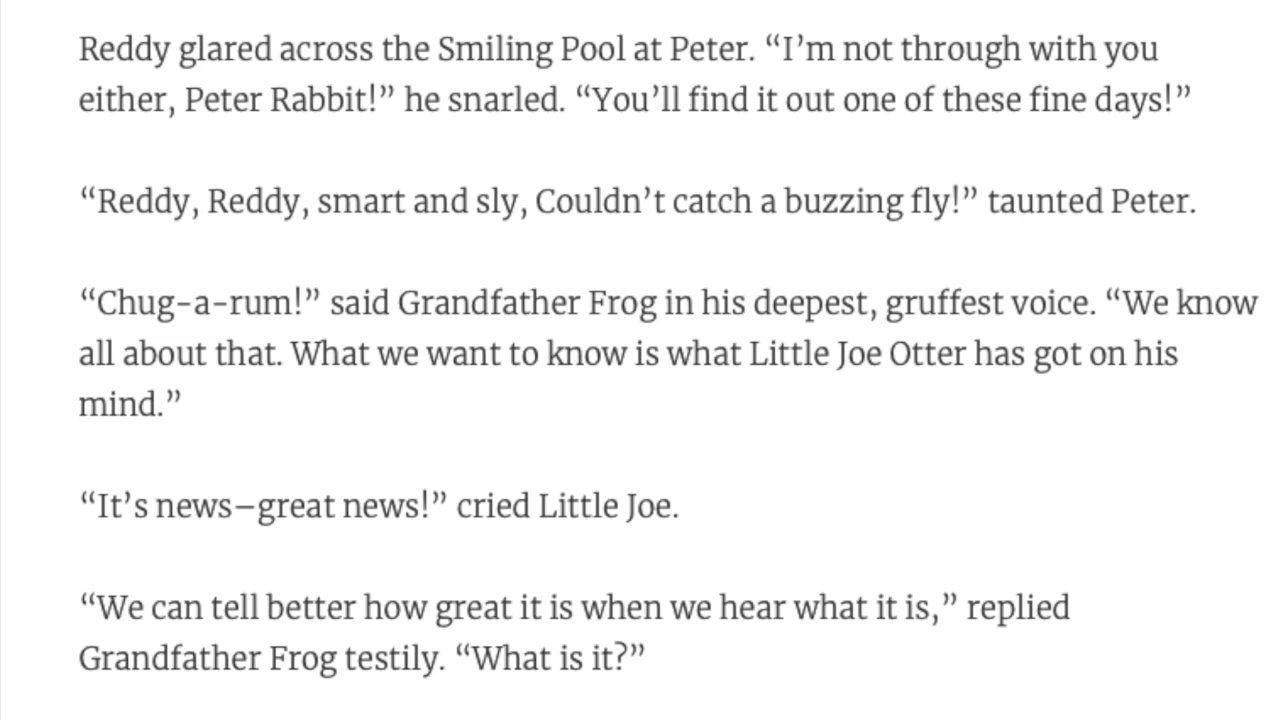 Reddy glared across the Smiling Pool at Peter. “I’m not through with you
either, Peter Rabbit!” he snarled. “You’ll find it out one of these fine days!”
“Reddy, Reddy, smart and sly, Couldn’t catch a buzzing fly!” taunted Peter.
“Chug-a-rum!” said Grandfather Frog in his deepest, gruffest voice. “We know
all about that. What we want to know is what Little Joe Otter has got on his
mind.”
“It’s news–great news!” cried Little Joe.
“We can tell better how great it is when we hear what it is,” replied
Grandfather Frog testily. “What is it?”